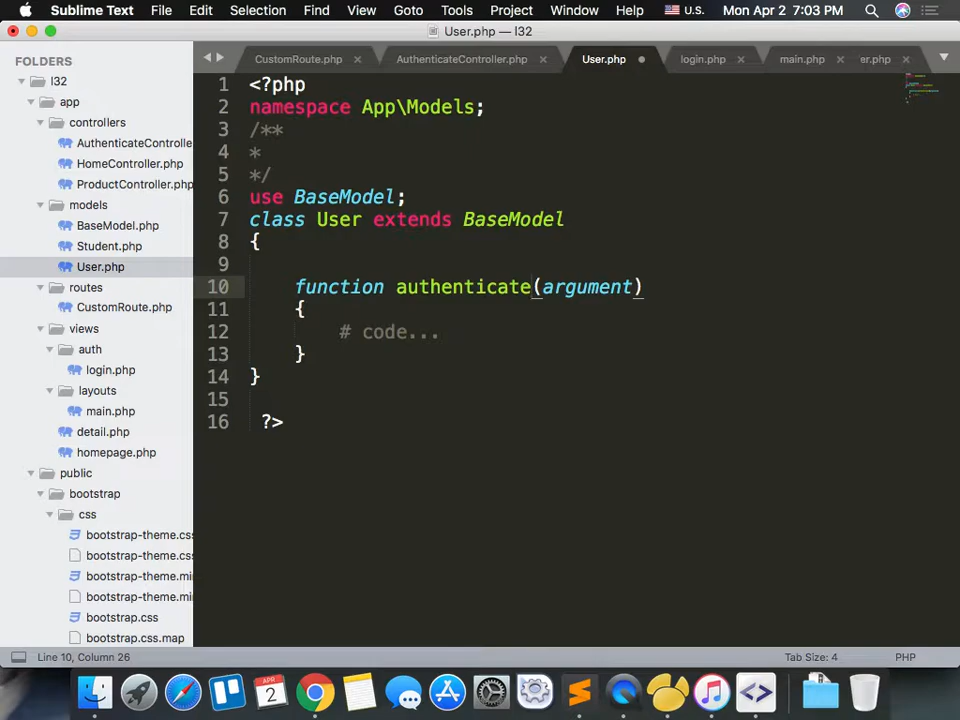 Sublime Text File Edit Selection Find View Goto Tools Project Window Help U.S. Mon Apr 2 7:03 PM
User.php — l32
FOLDERS
l32
app
controllers
AuthenticateControlle
HomeController.php
ProductController.php
models
BaseModel.php
Student.php
User.php
routes
CustomRoute.php
views
auth
login.php
layouts
main.php
detail.php
homepage.php
public
bootstrap
css
bootstrap-theme.cs
bootstrap-theme.cs
bootstrap-theme.mi
bootstrap-theme.mi
bootstrap.css
bootstrap.css.map
CustomRoute.php × AuthenticateController.php × User.php login.php × main.php × er.php ×
1 <?php
2 namespace App\Models;
3 /**
4 *
5 */
6 use BaseModel;
7 class User extends BaseModel
8 {
9
10 function authenticate(argument)
11 {
12 # code...
13 }
14 }
15
16 ?>
Line 10, Column 26 Tab Size: 4 PHP
APR
2